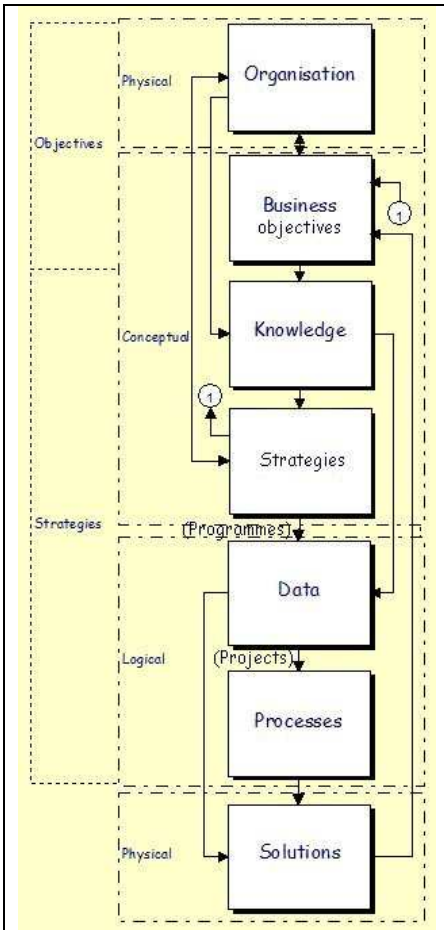 Physical
Organisation
Objectives
Business
objectives
1
Conceptual
Knowledge
1
Strategies
Strategies
(Programmes)
Data
Logical
(Projects)
Processes
Physical
Solutions